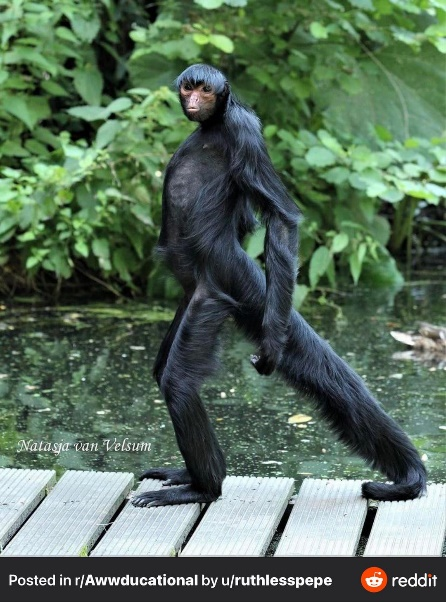 Natasja van Velsum
Posted in r/Awwducational by u/ruthlesspepe reddit